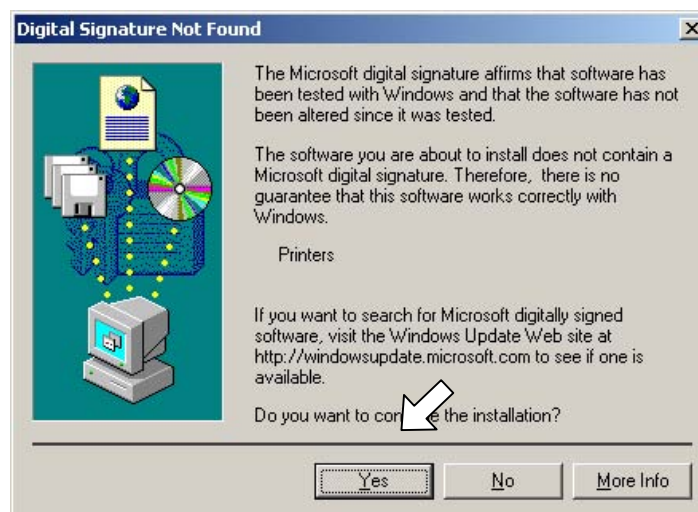 Digital Signature Not Found
The Microsoft digital signature affirms that software has
been tested with Windows and that the software has not
been altered since it was tested.
The software you are about to install does not contain a
Microsoft digital signature. Therefore, there is no
guarantee that this software works correctly with
Windows.
Printers
If you want to search for Microsoft digitally signed
software, visit the Windows Update Web site at
http://windowsupdate.microsoft.com to see if one is
available.
Do you want to continue the installation?
Yes No More Info